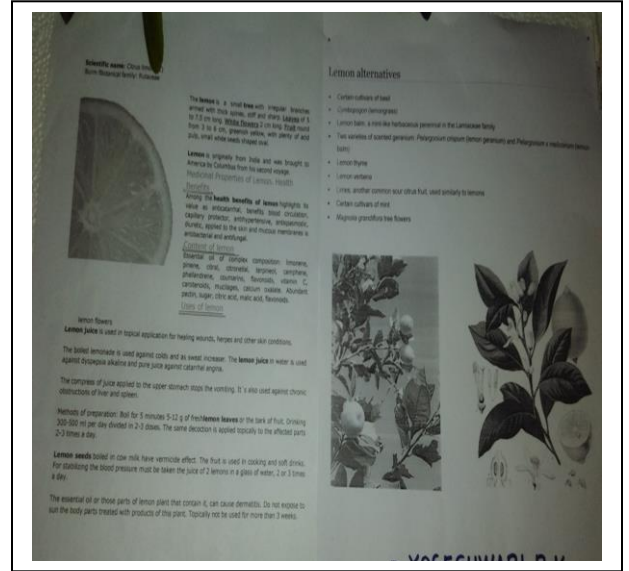 Scientific name: Citrus limon
Burm (Botanical family): Rutaceae
The lemon is a small tree with irregular branches
armed with thick spines, stiff and sharp. Leaves of 5
to 7.5 cm long. White flowers 2 cm long. Fruit round
from 3 to 6 cm, greenish yellow, with plenty of acid
pulp, small white seeds shaped oval.
Lemon is originally from India and was brought to
America by Columbus from his second voyage.
Medicinal Properties of Lemon. Health
Benefits
Among the health benefits of lemon highlights its
value as anticatarrhal, benefits blood circulation,
capillary protector, antihypertensive, antispasmodic,
diuretic, applied to the skin and mucous membranes is
antibacterial and antifungal.
Content of lemon
Essential oil of complex composition: limonene,
pinene, citral, citronellal, terpineol, camphene,
phellandrene, coumarins, flavonoids, vitamin C,
carotenoids, mucilages, calcium oxalate. Abundant
pectin, sugar, citric acid, malic acid, flavonoids.
Uses of lemon
lemon flowers
Lemon juice is used in topical application for healing wounds, herpes and other skin conditions.
The boiled lemonade is used against colds and as sweat increaser. The lemon juice in water is used
against dyspepsia alkaline and pure juice against catarrhal angina.
The compress of juice applied to the upper stomach stops the vomiting. It's also used against chronic
obstructions of liver and spleen.
Methods of preparation: Boil for 5 minutes 5-12 g of freshlemon leaves or the bark of fruit. Drinking
300-500 ml per day divided in 2-3 doses. The same decoction is applied topically to the affected parts
2-3 times a day.
Lemon seeds boiled in cow milk have vermicide effect. The fruit is used in cooking and soft drinks.
For stabilizing the blood pressure must be taken the juice of 2 lemons in a glass of water, 2 or 3 times
a day.
The essential oil or those parts of lemon plant that contain it, can cause dermatitis. Do not expose to
sun the body parts treated with products of this plant. Topically not be used for more than 3 weeks.
Lemon alternatives
• Certain cultivars of basil
• Cymbopogon (lemongrass)
• Lemon balm, a mint-like herbaceous perennial in the Lamiaceae family
• Two varieties of scented geranium: Pelargonium crispum (lemon geranium) and Pelargonium x melissinum (lemon
balm)
• Lemon thyme
• Lemon verbena
• Limes, another common sour citrus fruit, used similarly to lemons
• Certain cultivars of mint
• Magnolia grandiflora tree flowers